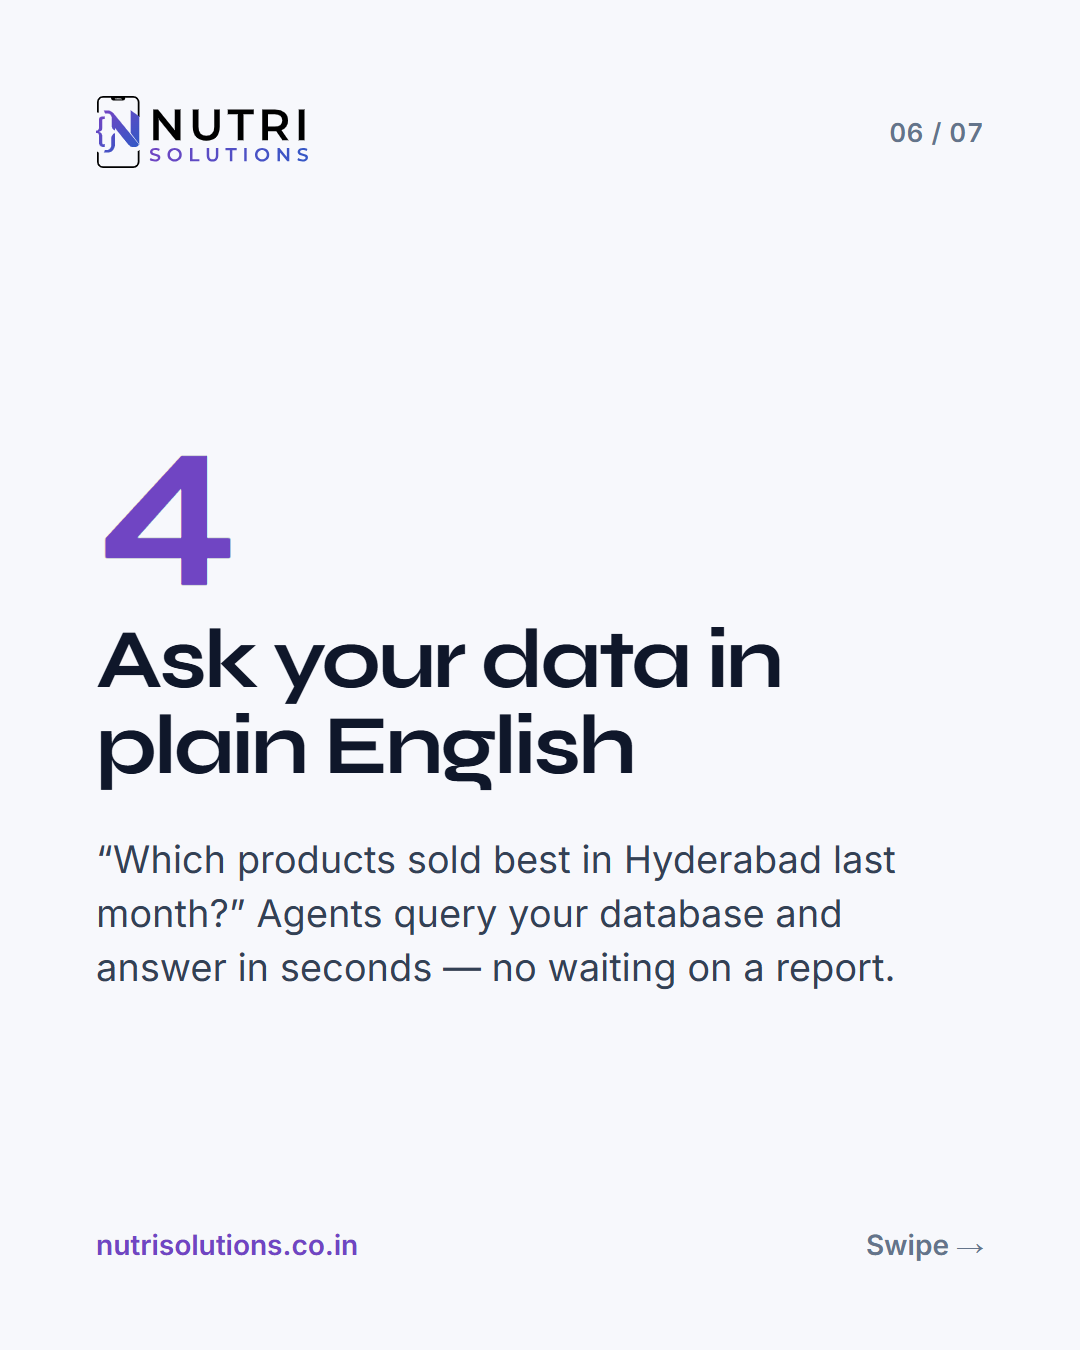 NUTRI
SOLUTIONS
06 / 07
4
Ask your data in
plain English
“Which products sold best in Hyderabad last
month?” Agents query your database and
answer in seconds — no waiting on a report.
nutrisolutions.co.in
Swipe →